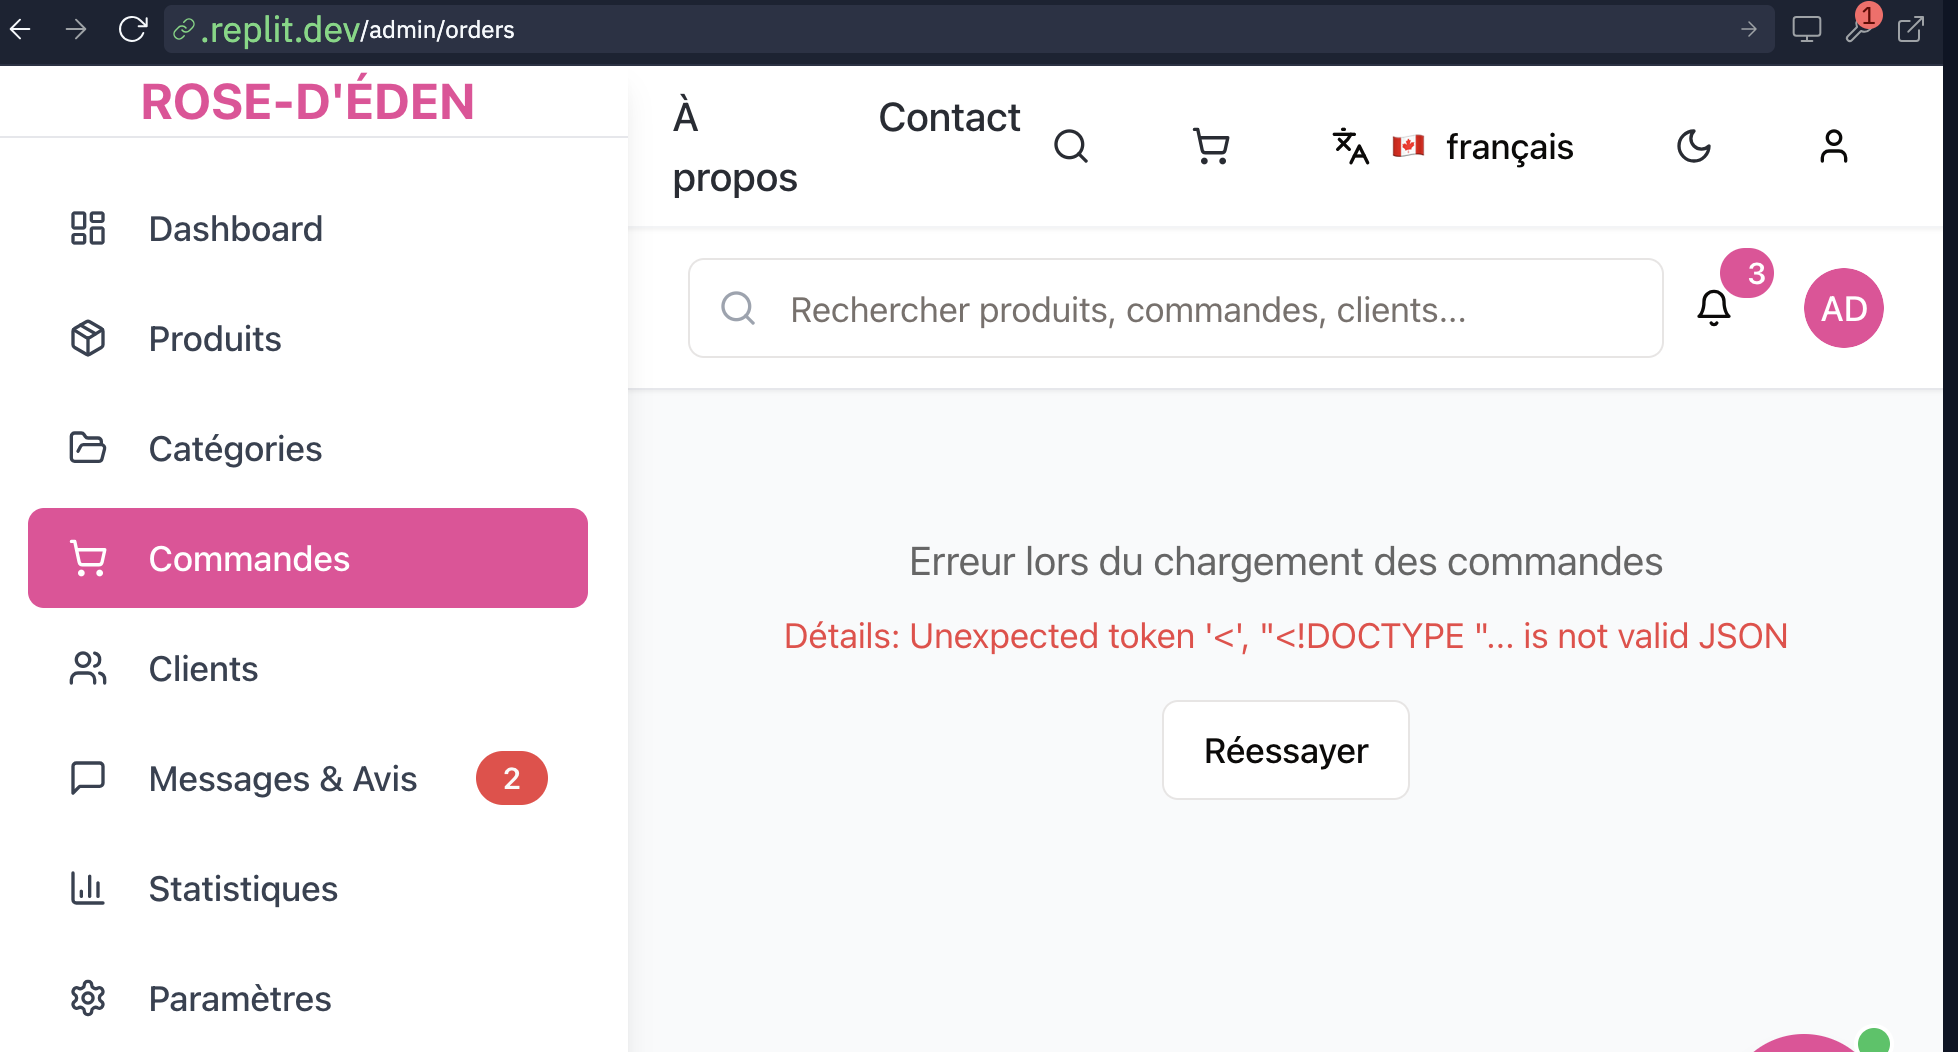 .replit.dev/admin/orders
1
ROSE-D'ÉDEN
À propos
Contact
français
Dashboard
Produits
Catégories
Commandes
Clients
Messages & Avis
2
Statistiques
Paramètres
Rechercher produits, commandes, clients...
3
AD
Erreur lors du chargement des commandes
Détails: Unexpected token '<', "<!DOCTYPE "... is not valid JSON
Réessayer